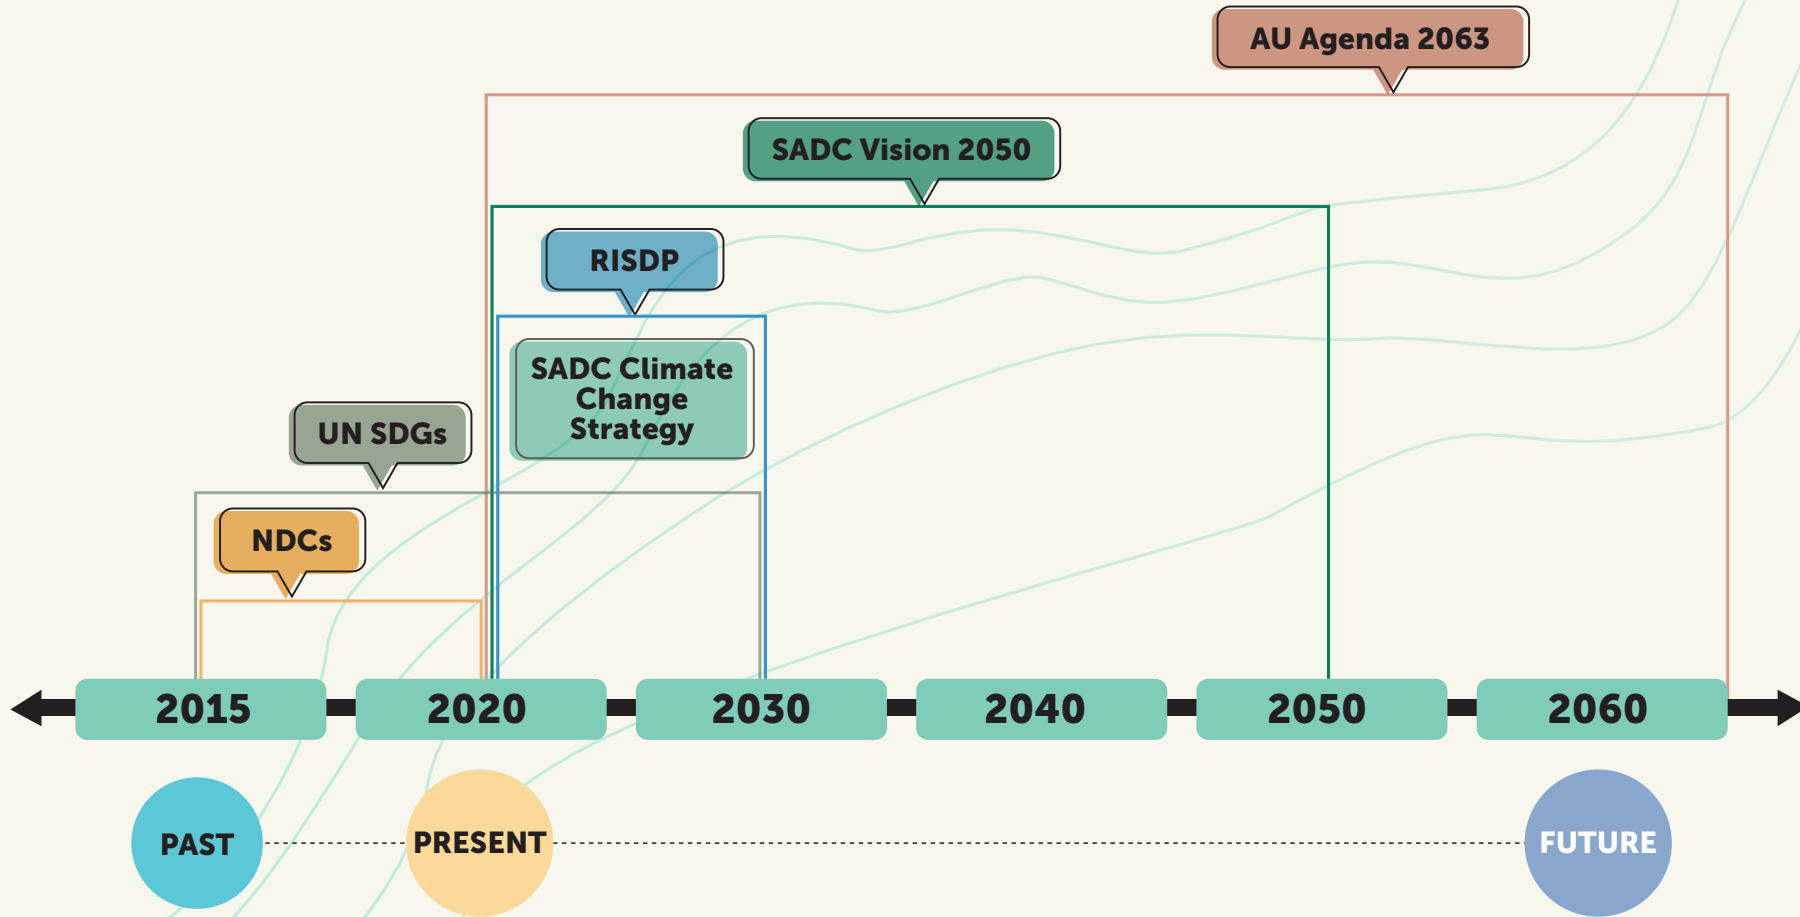 AU Agenda 2063
SADC Vision 2050
RISDP
SADC Climate
Change
Strategy
UN SDGs
NDCs
2015
2020
2030
2040
2050
2060
PAST
PRESENT
FUTURE